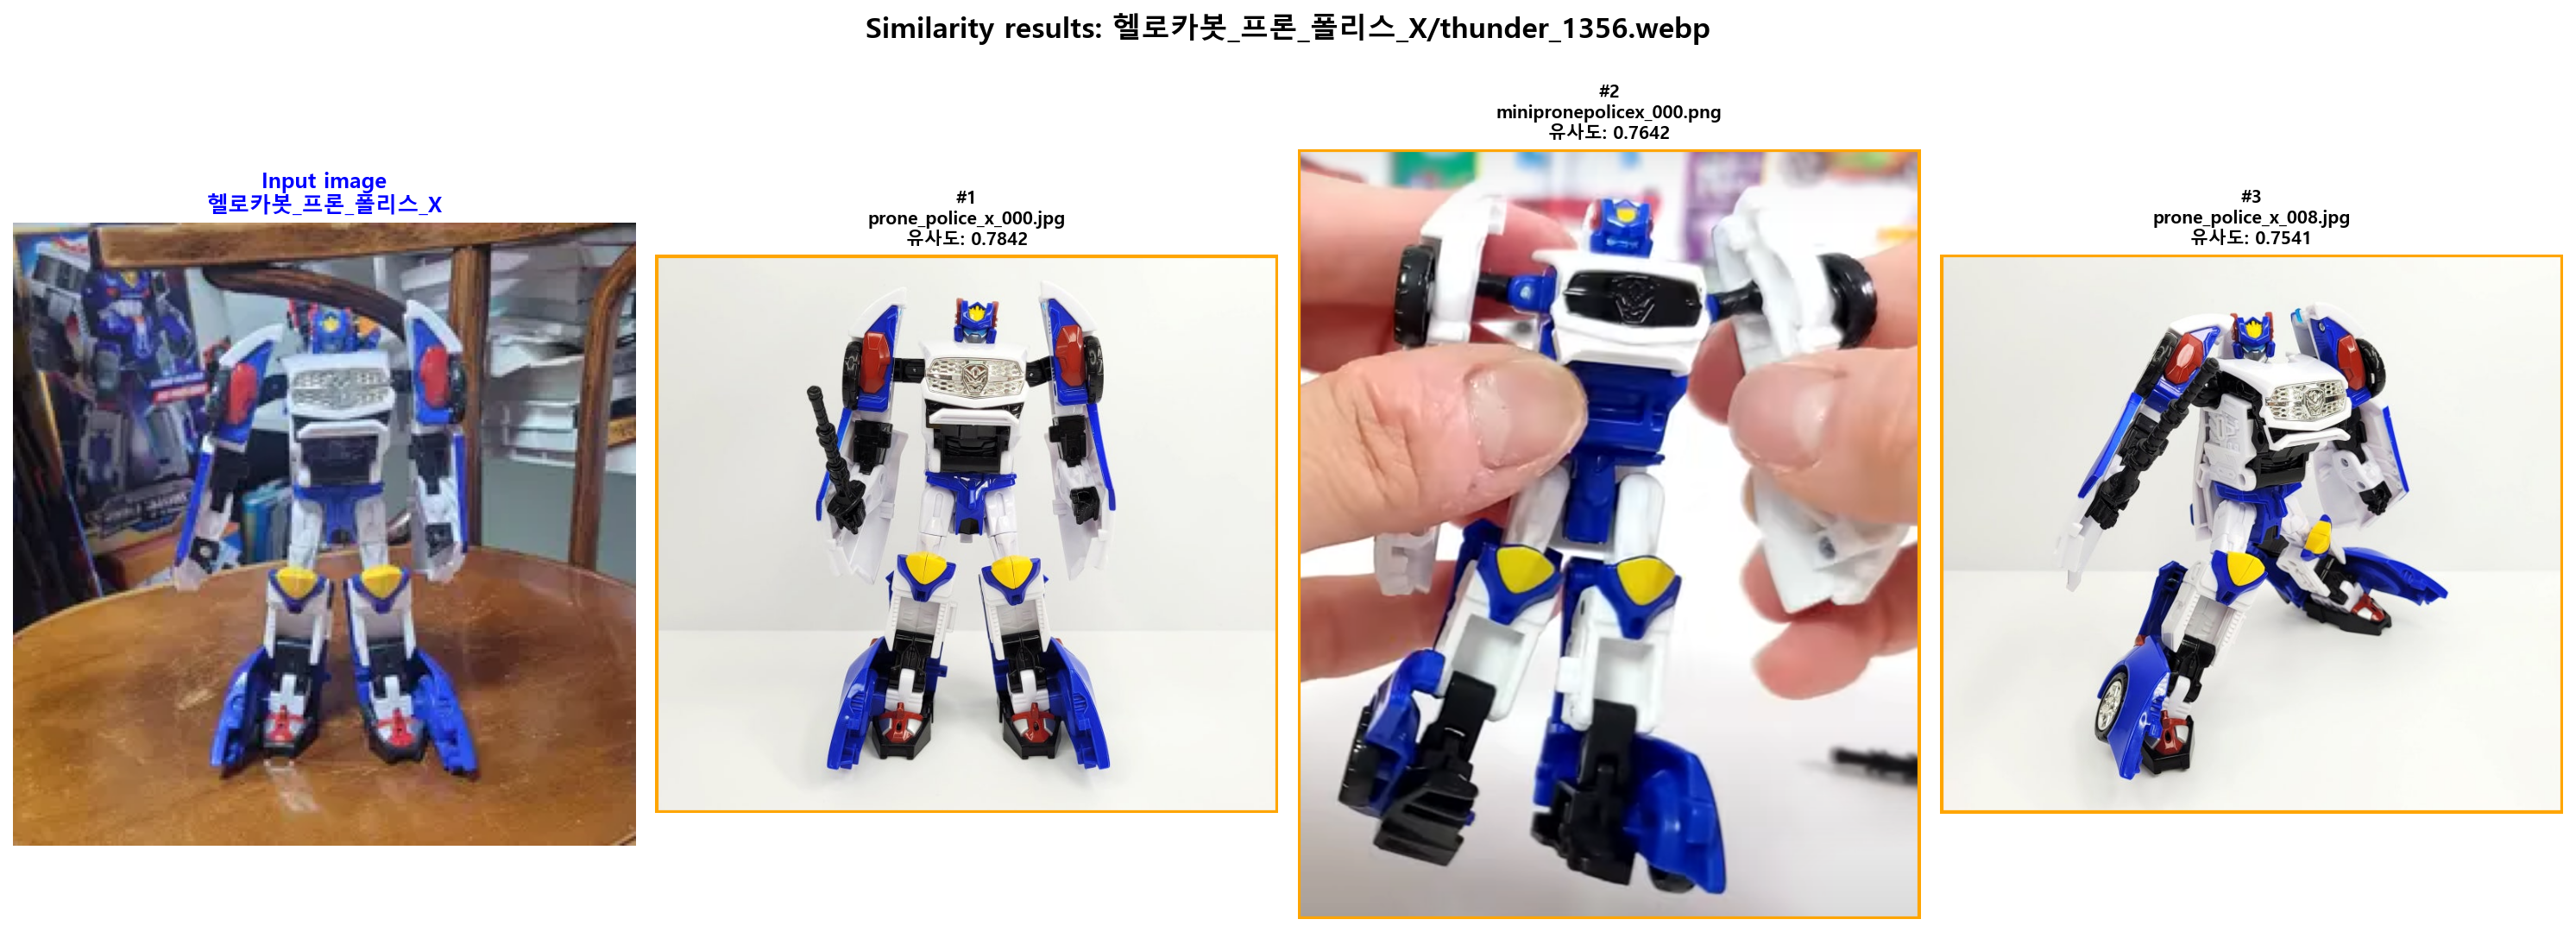 Similarity results: 헬로카봇_프론_폴리스_X/thunder_1356.webp
Input image
헬로카봇_프론_폴리스_X
#1
prone_police_x_000.jpg
유사도: 0.7842
#2
minipronepolicex_000.png
유사도: 0.7642
#3
prone_police_x_008.jpg
유사도: 0.7541